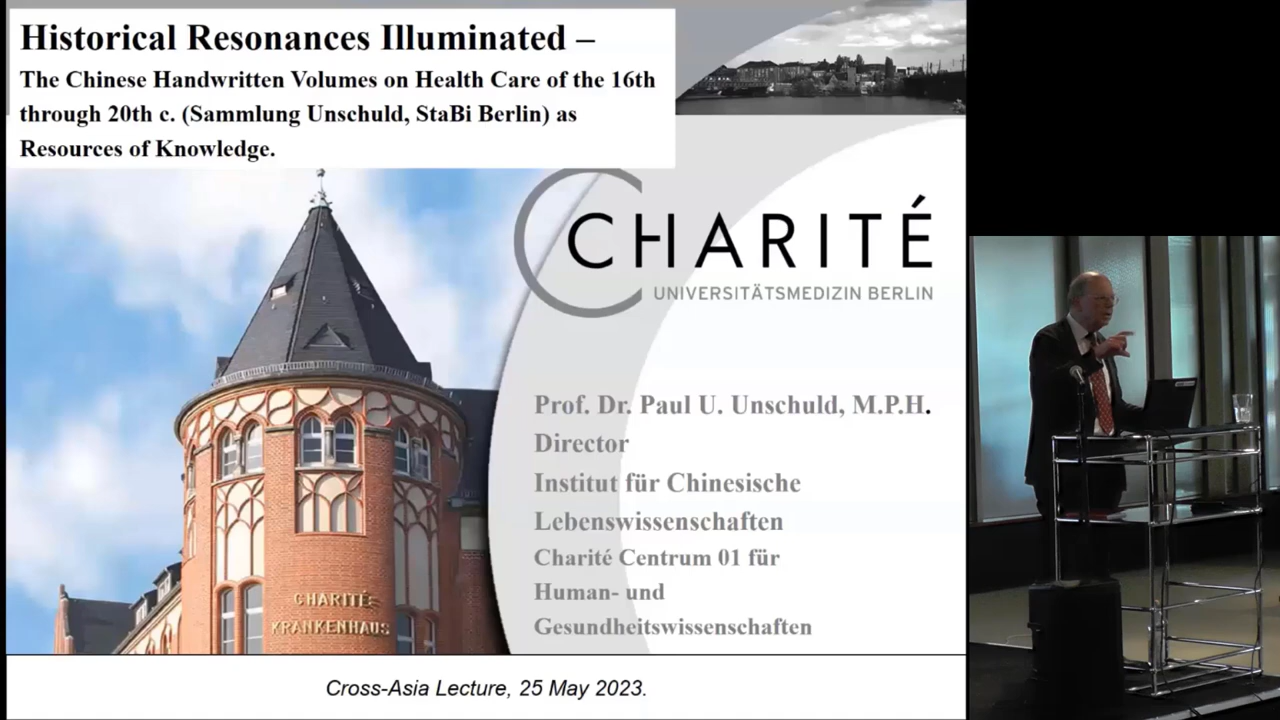 Historical Resonances Illuminated –
The Chinese Handwritten Volumes on Health Care of the 16th
through 20th c. (Sammlung Unschuld, StaBi Berlin) as
Resources of Knowledge.
CHARITÉ
UNIVERSITÄTSMEDIZIN BERLIN
Prof. Dr. Paul U. Unschuld, M.P.H.
Director
Institut für Chinesische
Lebenswissenschaften
Charité Centrum 01 für
Human- und
Gesundheitswissenschaften
CHARITÉ-
KRANKENHAUS
Cross-Asia Lecture, 25 May 2023.